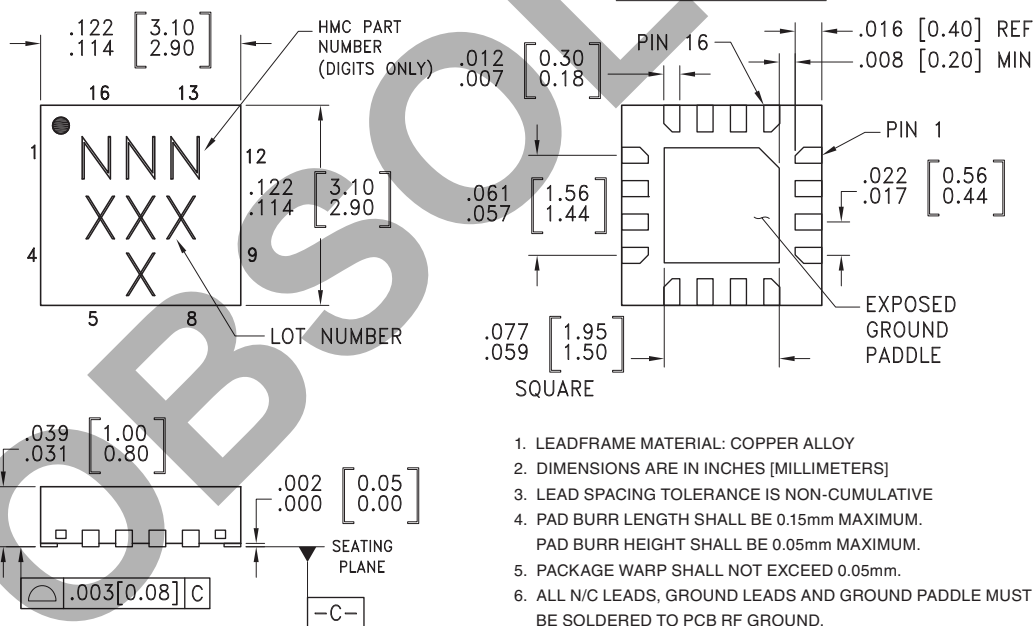 .122 [3.10]
.114 [2.90]
HMC PART
NUMBER
(DIGITS ONLY)
16 13
1
12
4
9
5 8
NNN
XXX
X
.122 [3.10]
.114 [2.90]
LOT NUMBER
.012 [0.30]
.007 [0.18]
PIN 16
.016 [0.40] REF
.008 [0.20] MIN
PIN 1
.061 [1.56]
.057 [1.44]
.022 [0.56]
.017 [0.44]
.077 [1.95]
.059 [1.50]
SQUARE
EXPOSED
GROUND
PADDLE
.039 [1.00]
.031 [0.80]
.002 [0.05]
.000 [0.00]
SEATING
PLANE
.003[0.08] C
-C-
1. LEADFRAME MATERIAL: COPPER ALLOY
2. DIMENSIONS ARE IN INCHES [MILLIMETERS]
3. LEAD SPACING TOLERANCE IS NON-CUMULATIVE
4. PAD BURR LENGTH SHALL BE 0.15mm MAXIMUM.
PAD BURR HEIGHT SHALL BE 0.05mm MAXIMUM.
5. PACKAGE WARP SHALL NOT EXCEED 0.05mm.
6. ALL N/C LEADS, GROUND LEADS AND GROUND PADDLE MUST
BE SOLDERED TO PCB RF GROUND.
OBSOL